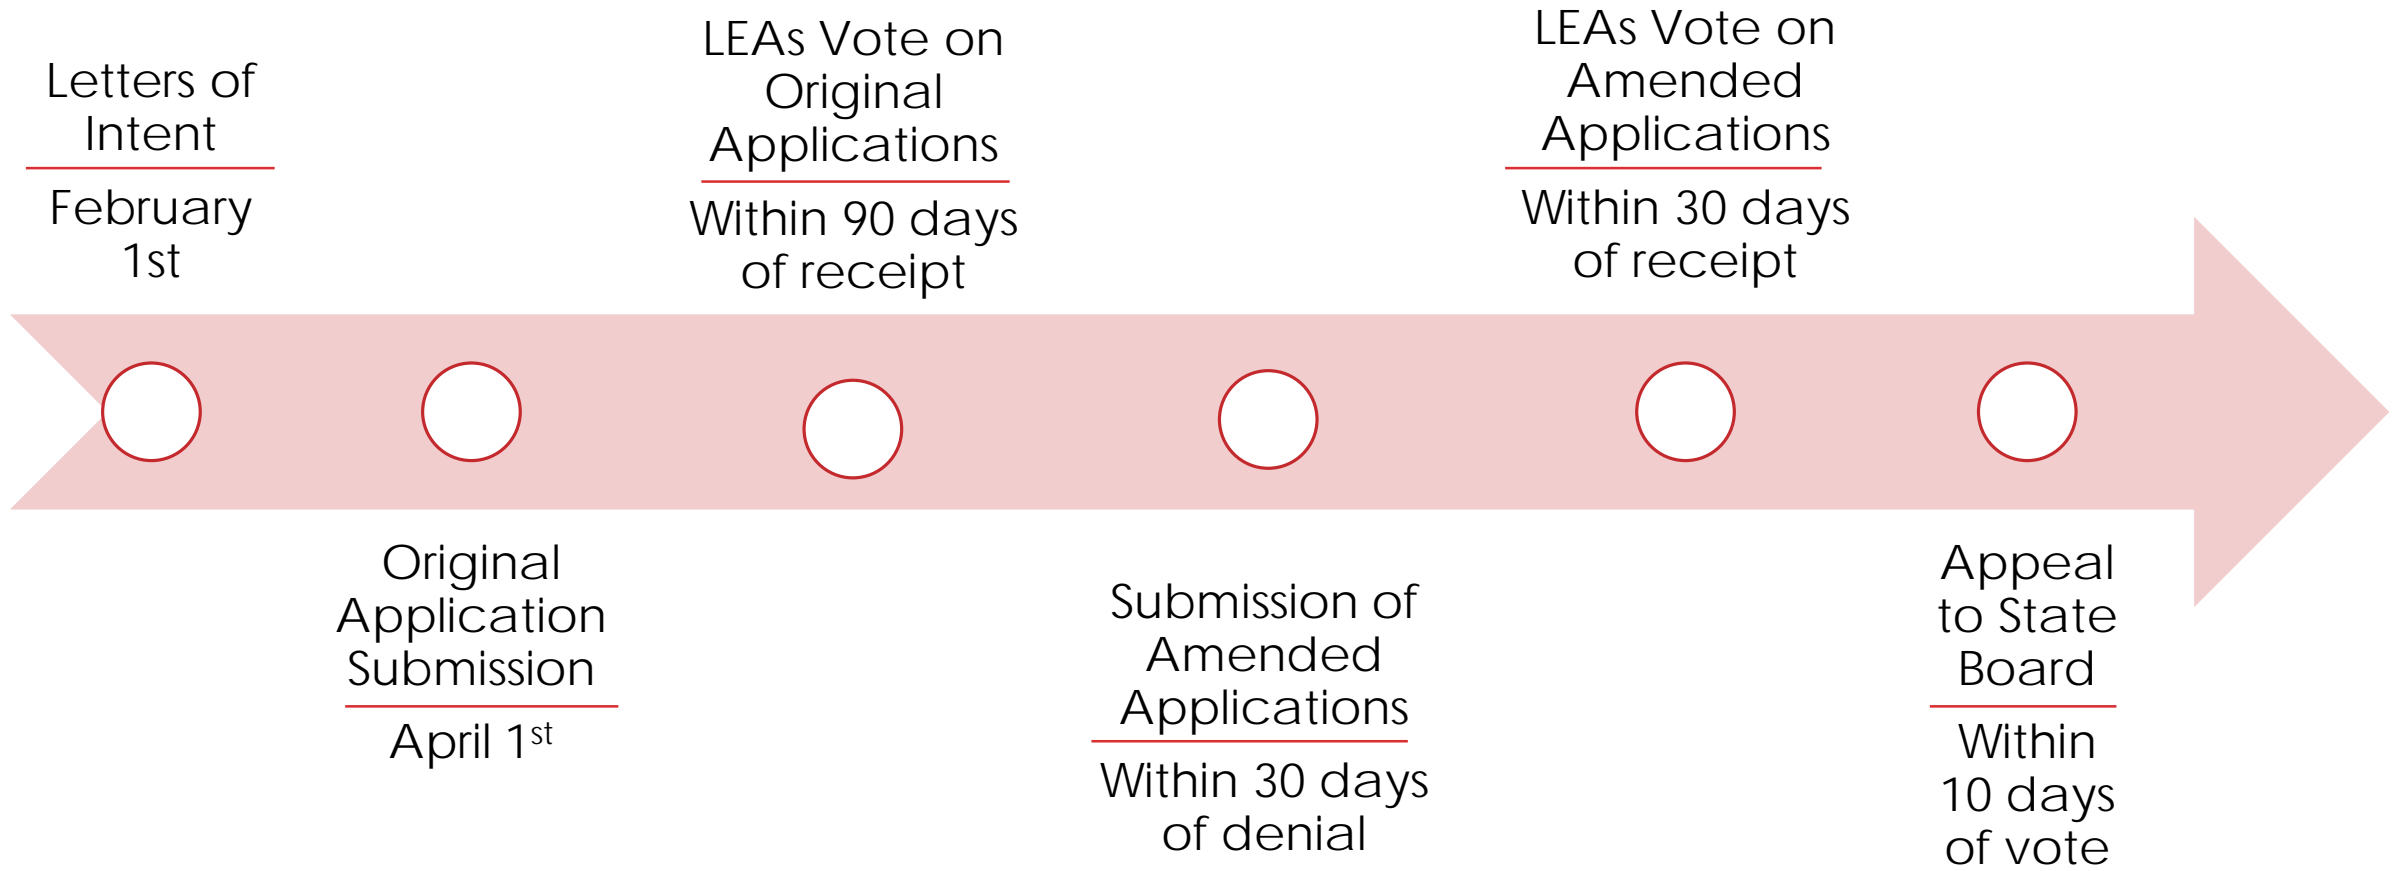 Letters of
Intent
February
1st
Original
Application
Submission
April 1st
LEAs Vote on
Original
Applications
Within 90 days
of receipt
Submission of
Amended
Applications
Within 30 days
of denial
LEAs Vote on
Amended
Applications
Within 30 days
of receipt
Appeal
to State
Board
Within
10 days
of vote